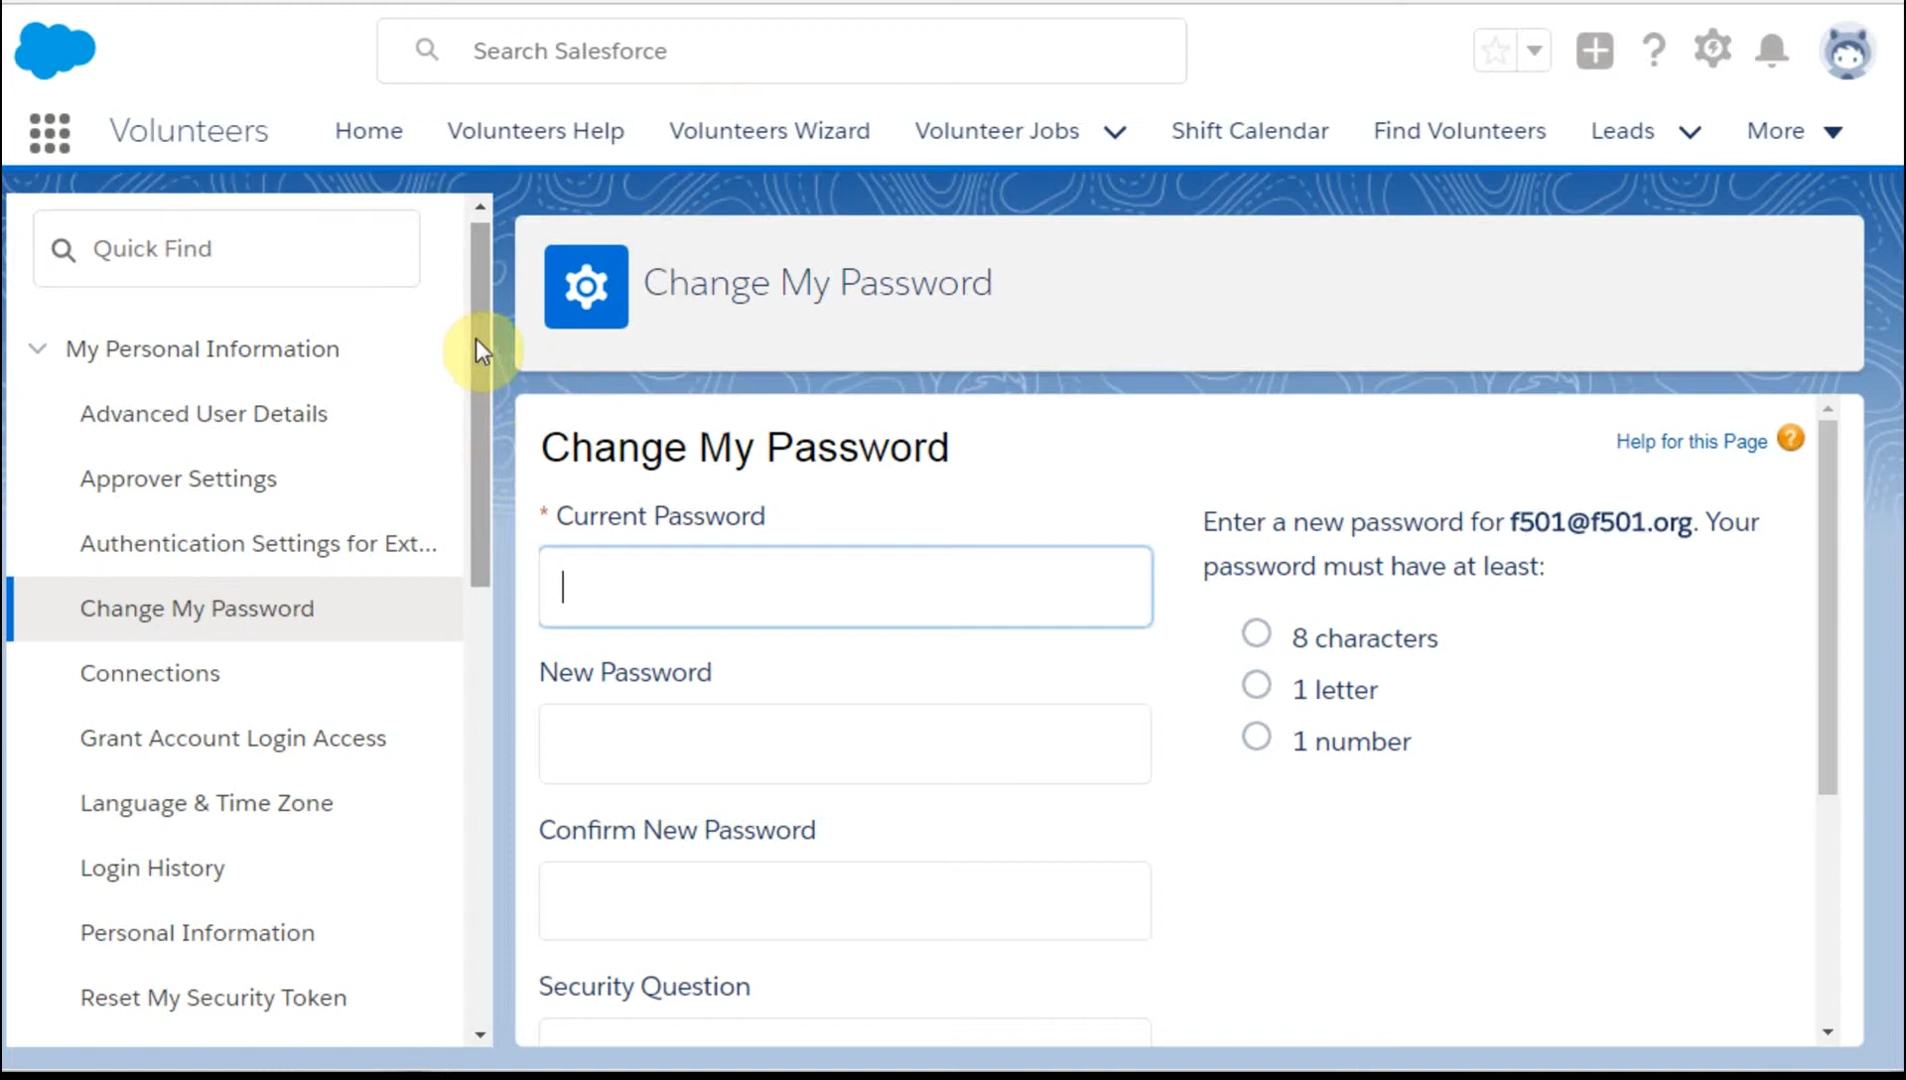 Search Salesforce
Volunteers
Home
Volunteers Help
Volunteers Wizard
Volunteer Jobs
Shift Calendar
Find Volunteers
Leads
More
Quick Find
My Personal Information
Advanced User Details
Approver Settings
Authentication Settings for Ext...
Change My Password
Connections
Grant Account Login Access
Language & Time Zone
Login History
Personal Information
Reset My Security Token
Change My Password
Change My Password
Help for this Page ?
* Current Password
New Password
Confirm New Password
Security Question
Enter a new password for f501@f501.org. Your
password must have at least:
8 characters
1 letter
1 number